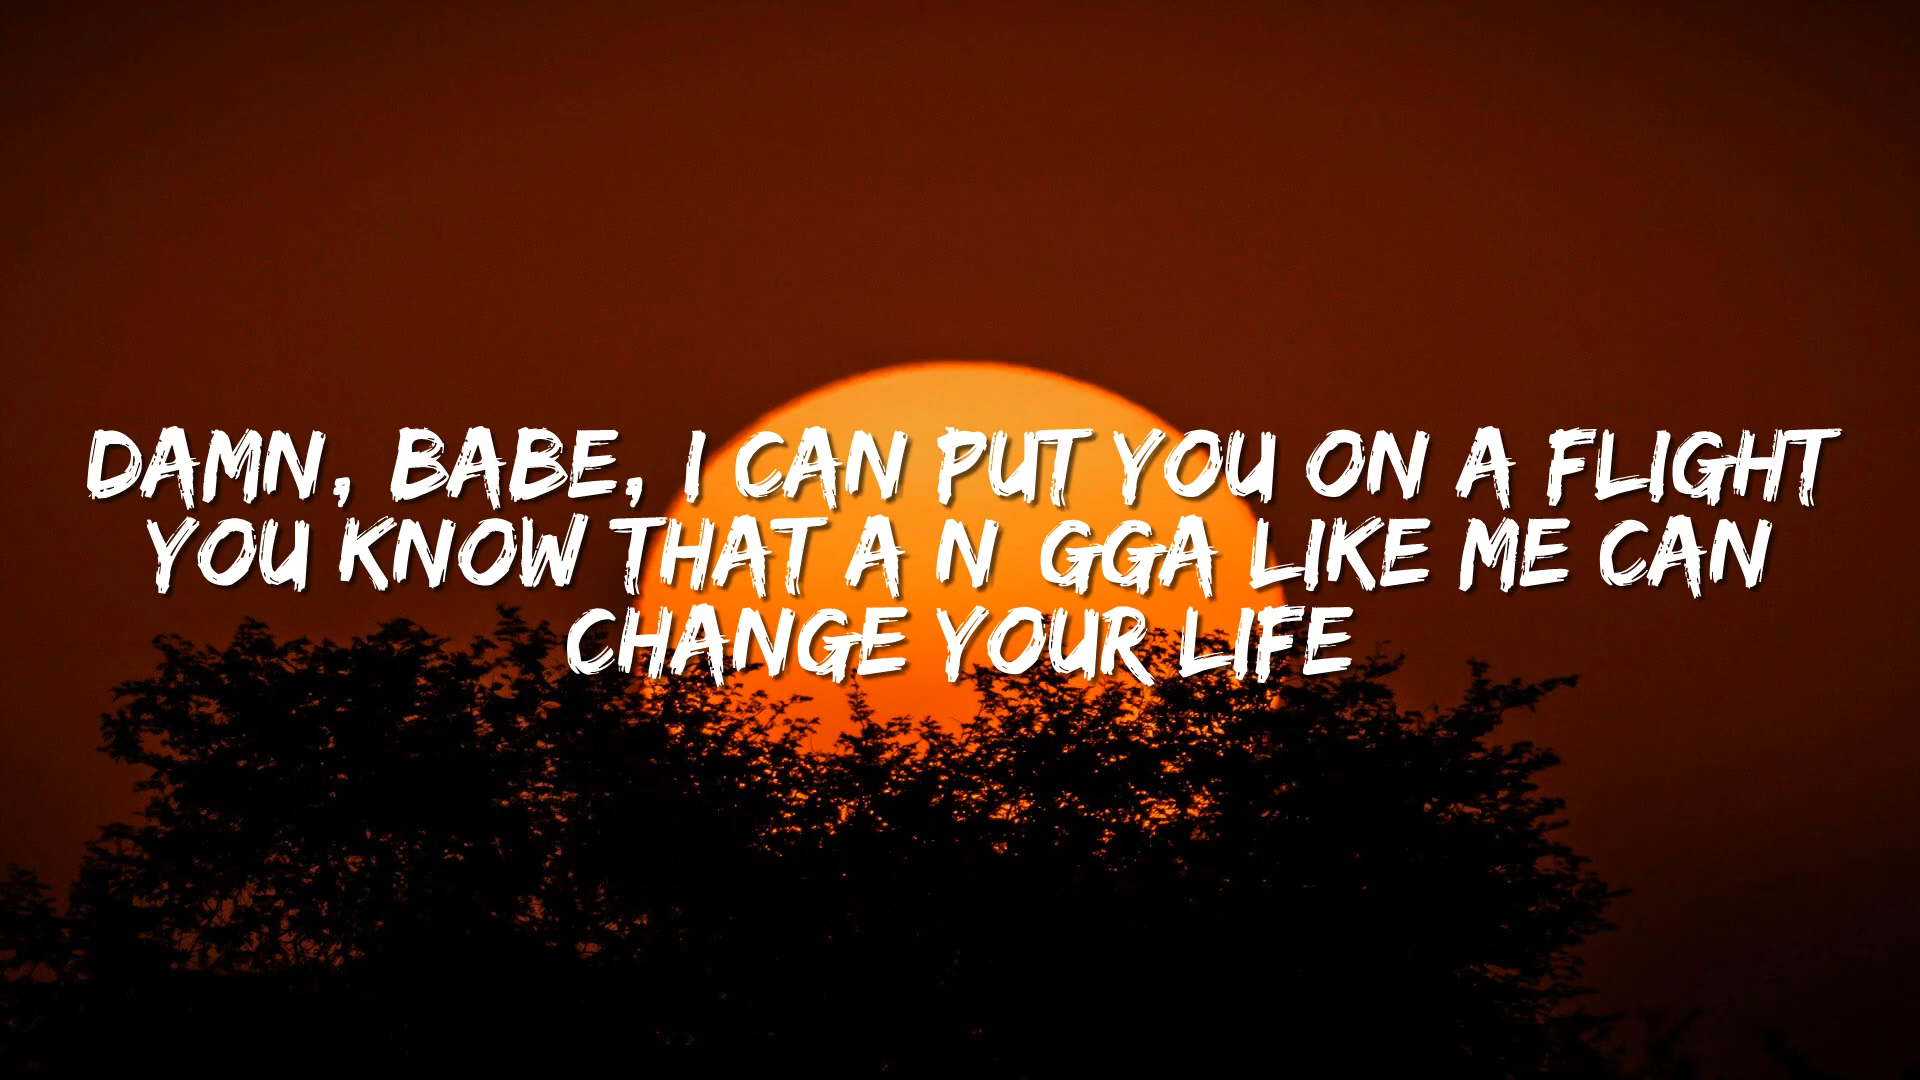 DAMN, BABE, I CAN PUT YOU ON A FLIGHT
YOU KNOW THAT A N GGA LIKE ME CAN
CHANGE YOUR LIFE